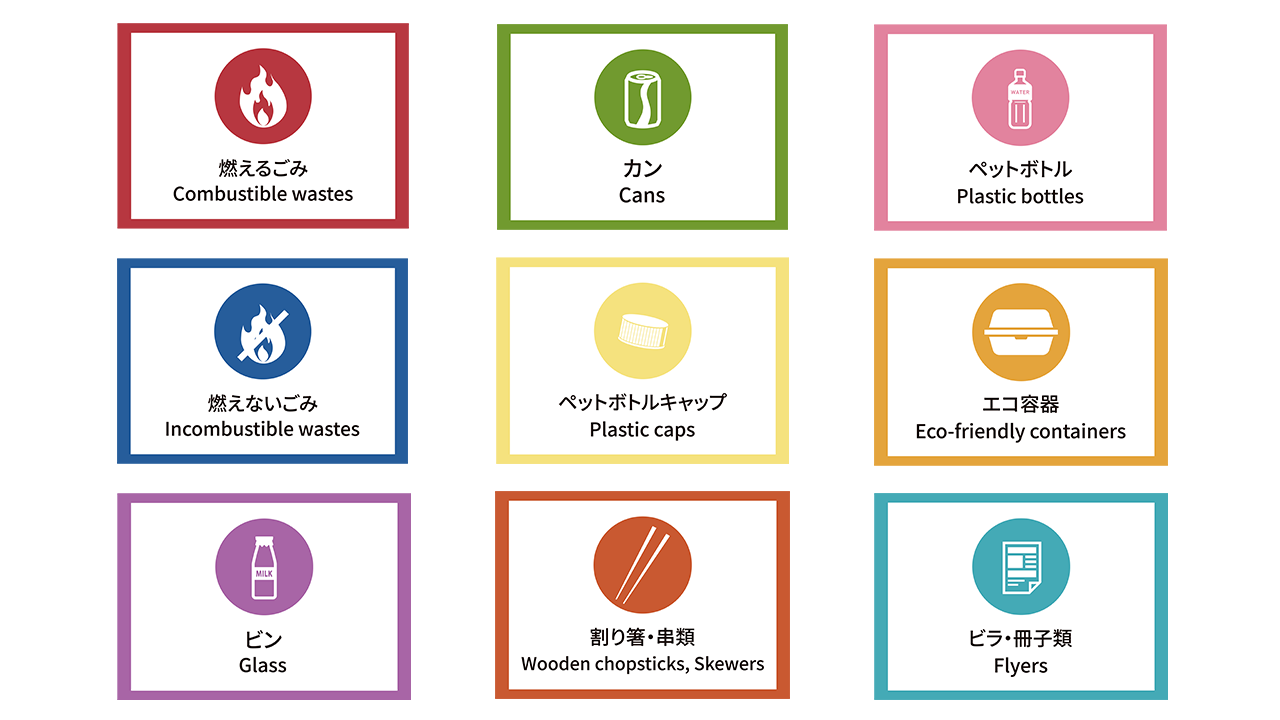 燃えるごみ
Combustible wastes
カン
Cans
WATER
ペットボトル
Plastic bottles
燃えないごみ
Incombustible wastes
ペットボトルキャップ
Plastic caps
エコ容器
Eco-friendly containers
MILK
ビン
Glass
割り箸・串類
Wooden chopsticks, Skewers
ビラ・冊子類
Flyers